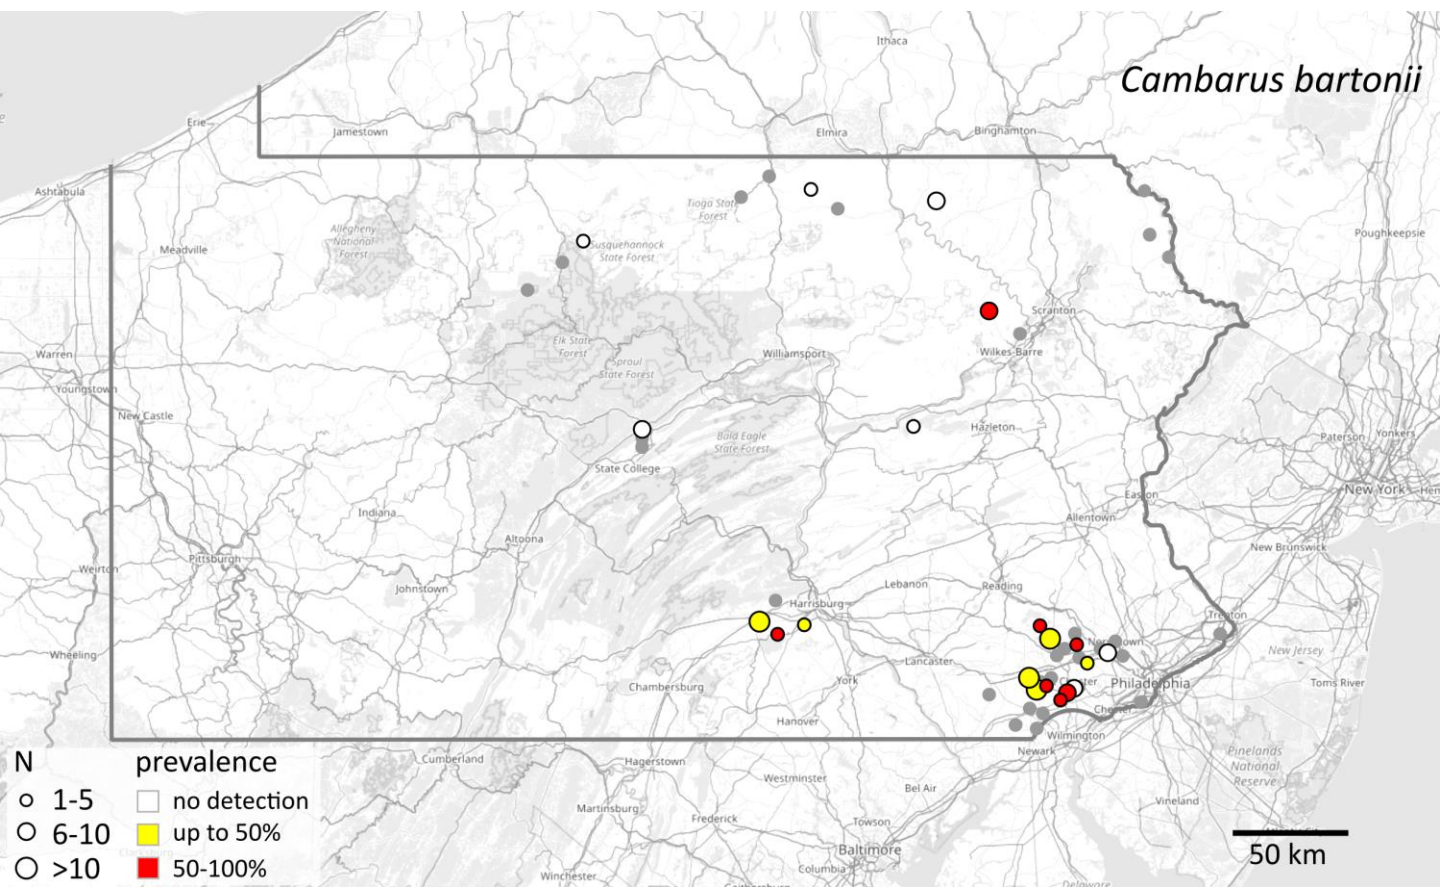 Ithaca
Cambarus bartonii
Erie
Jamestown
Elmira
Binghamton
Ashtabula
Tioga State
Forest
Allegheny
National
Forest
Meadville
Susquehannock
State Forest
Poughkeepsie
Scranton
Warren
Elk State
Forest
Sproul
State Forest
Williamsport
Wilkes-Barre
Youngstown
New Castle
Hazleton
Bald Eagle
State Forest
Paterson
Yonkers
State College
New York
Hem
Easton
Indiana
Allentown
Altoona
New Brunswick
Pittsburgh
Weirton
Johnstown
Lebanon
Reading
Harrisburg
Trenton
Wheeling
New Jersey
Lancaster
Chambersburg
York
Philadelphia
Toms River
Chester
Hanover
Wilmington
Newark
Pinelands
National
Reserve
Cumberland
Hagerstown
Westminster
Bel Air
Vineland
Martinsburg
Frederick
Towson
Baltimore
Columbia
Winchester
Gaithersburg
Delaware
N
prevalence
1-5
no detection
6-10
up to 50%
>10
50-100%
50 km